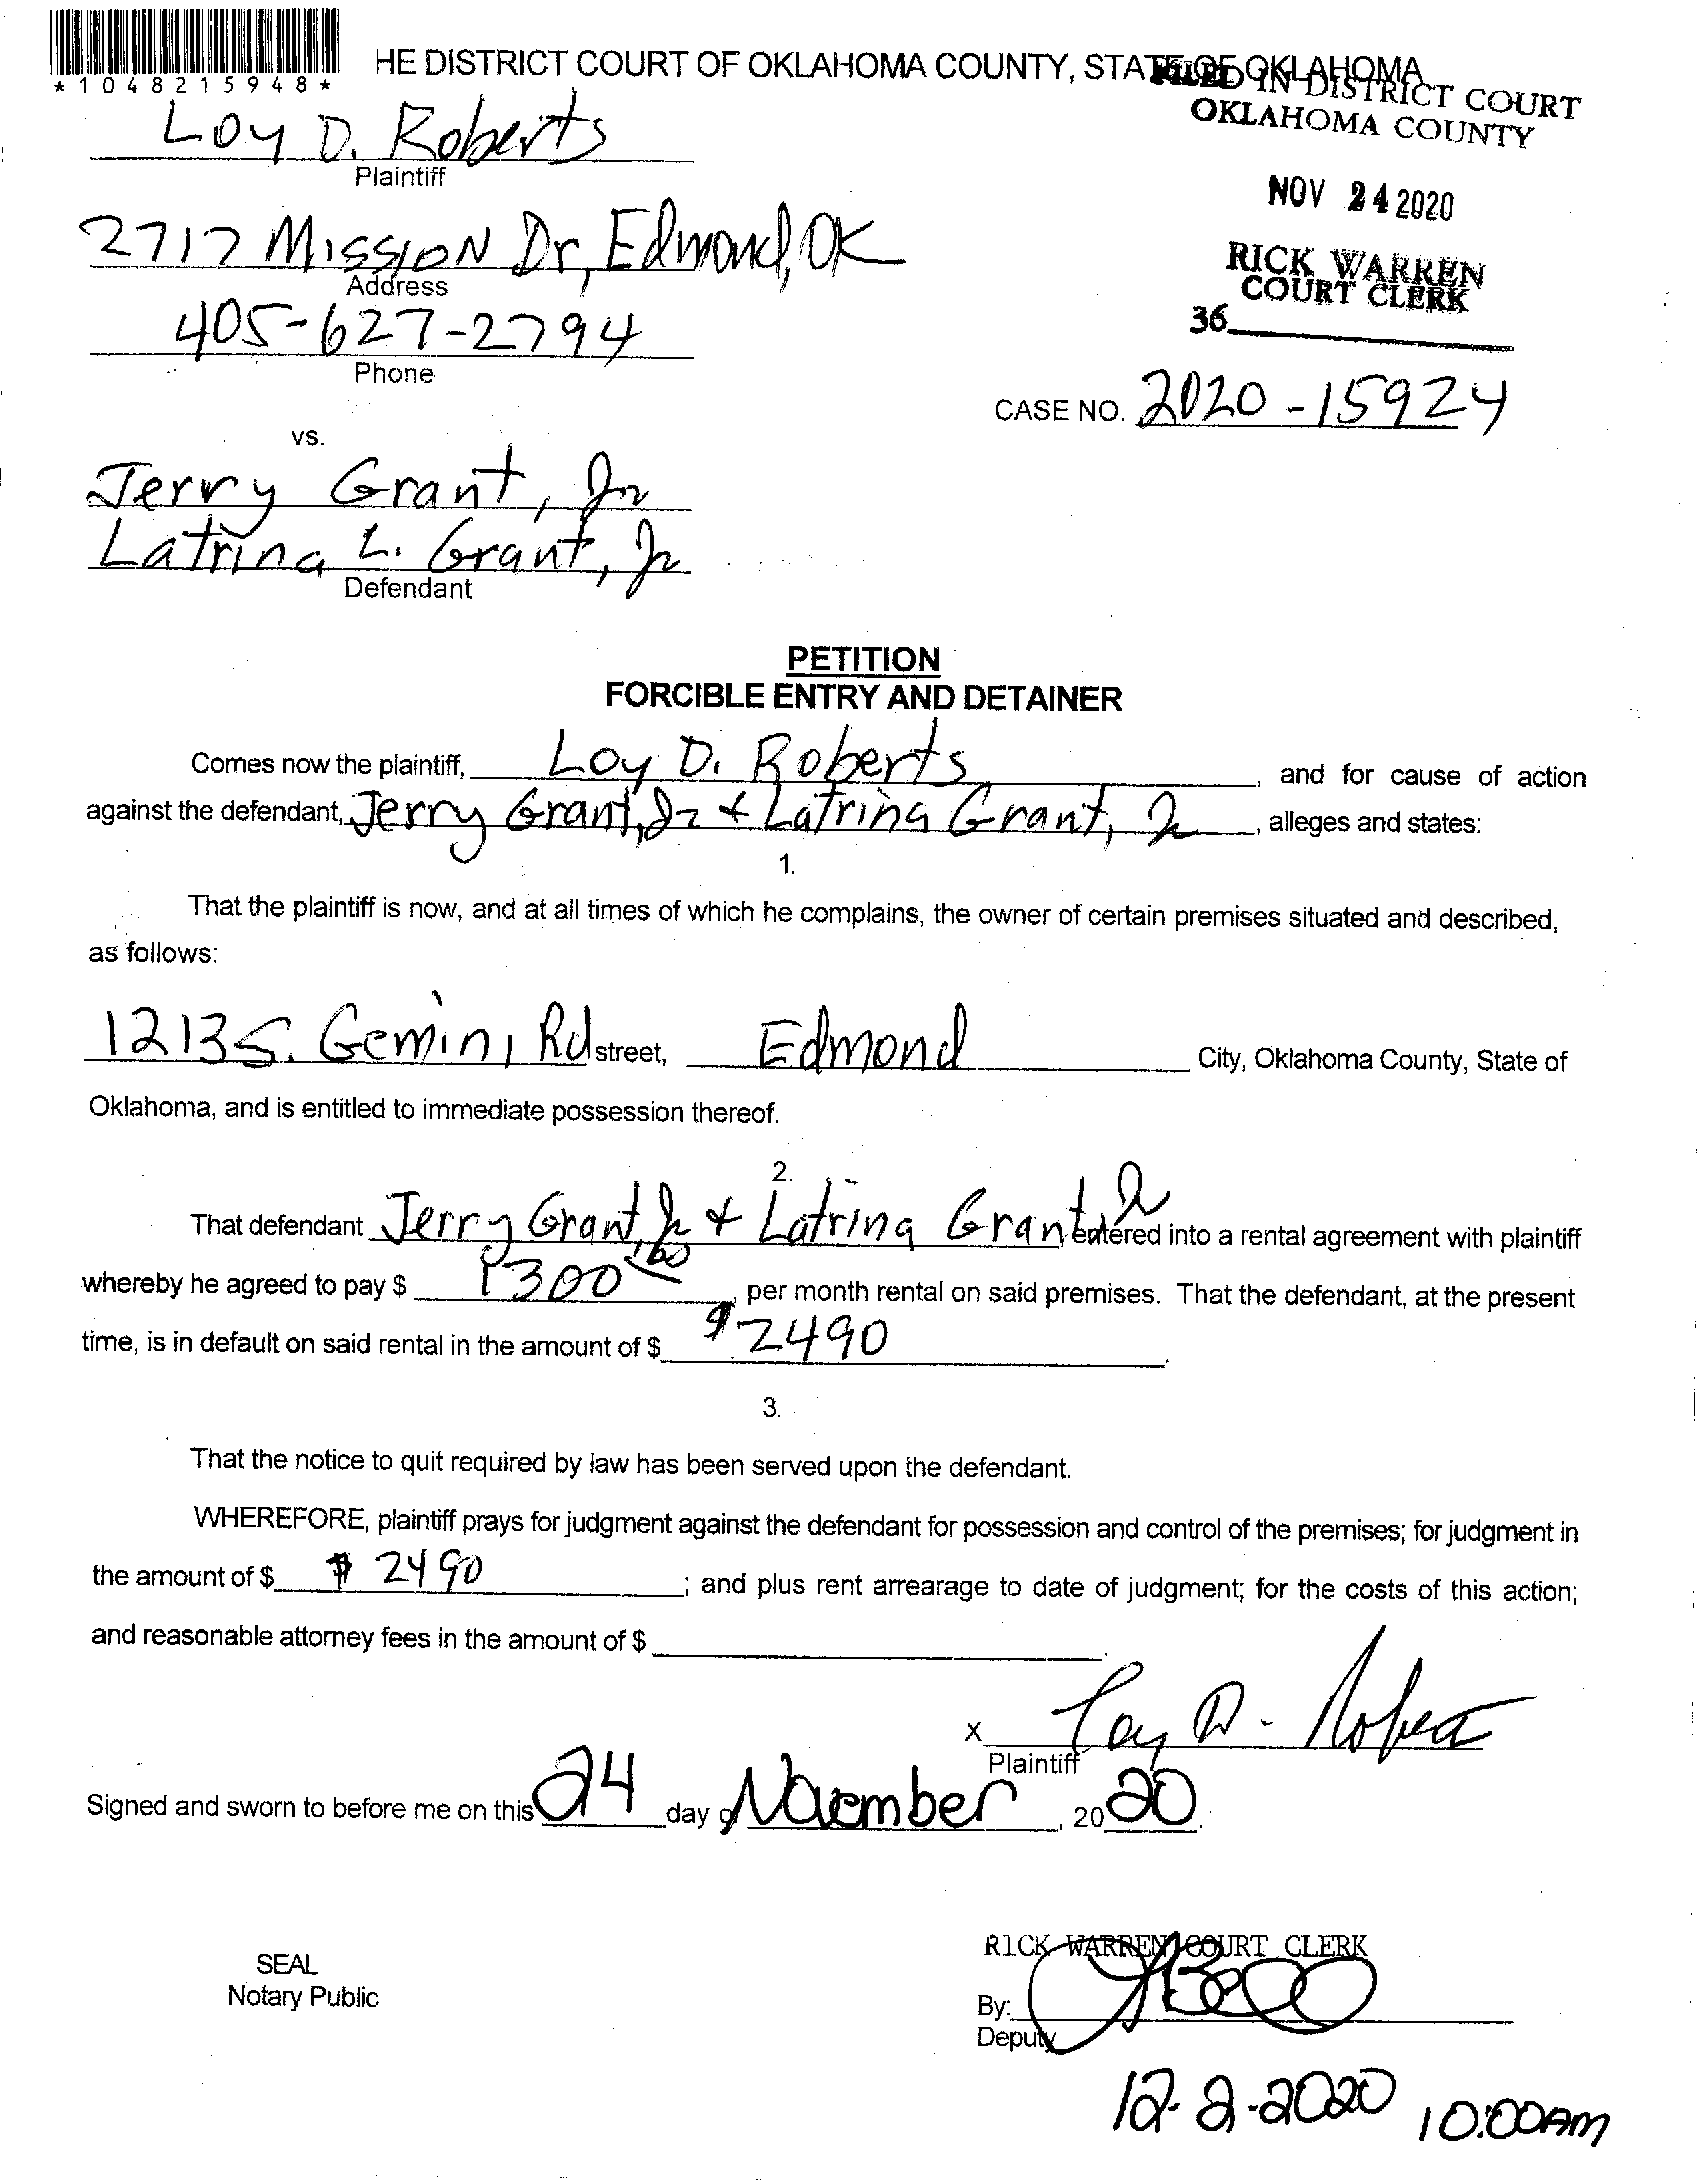 *1048215948*
HE DISTRICT COURT OF OKLAHOMA COUNTY, STATE OF OKLAHOMA
FILED IN DISTRICT COURT
OKLAHOMA COUNTY
Loy D. Roberts
Plaintiff
NOV 24 2020
2717 Mission Dr, Edmond, OK
Address
RICK WARREN
COURT CLERK
36
405-627-2794
Phone
CASE NO. 2020-15924
vs.
Jerry Grant, Jr
Latrina L. Grant, Jr
Defendant
PETITION
FORCIBLE ENTRY AND DETAINER
Comes now the plaintiff, Loy D. Roberts, and for cause of action
against the defendant, Jerry Grant, Jr + Latrina Grant, Jr, alleges and states:
1.
That the plaintiff is now, and at all times of which he complains, the owner of certain premises situated and described,
as follows:
1213 S. Gemini Rd street, Edmond City, Oklahoma County, State of
Oklahoma, and is entitled to immediate possession thereof.
2.
That defendant Jerry Grant, Jr + Latrina Grant Jr entered into a rental agreement with plaintiff
whereby he agreed to pay $ 1300.00, per month rental on said premises. That the defendant, at the present
time, is in default on said rental in the amount of $ $2490.
3.
That the notice to quit required by law has been served upon the defendant.
WHEREFORE, plaintiff prays for judgment against the defendant for possession and control of the premises; for judgment in
the amount of $ $ 2490; and plus rent arrearage to date of judgment; for the costs of this action;
and reasonable attorney fees in the amount of $
x Loy D. Roberts
Plaintiff
Signed and sworn to before me on this 24 day of November, 2020.
SEAL
Notary Public
RICK WARREN COURT CLERK
By:
Deputy
12-2-2020 10:00AM